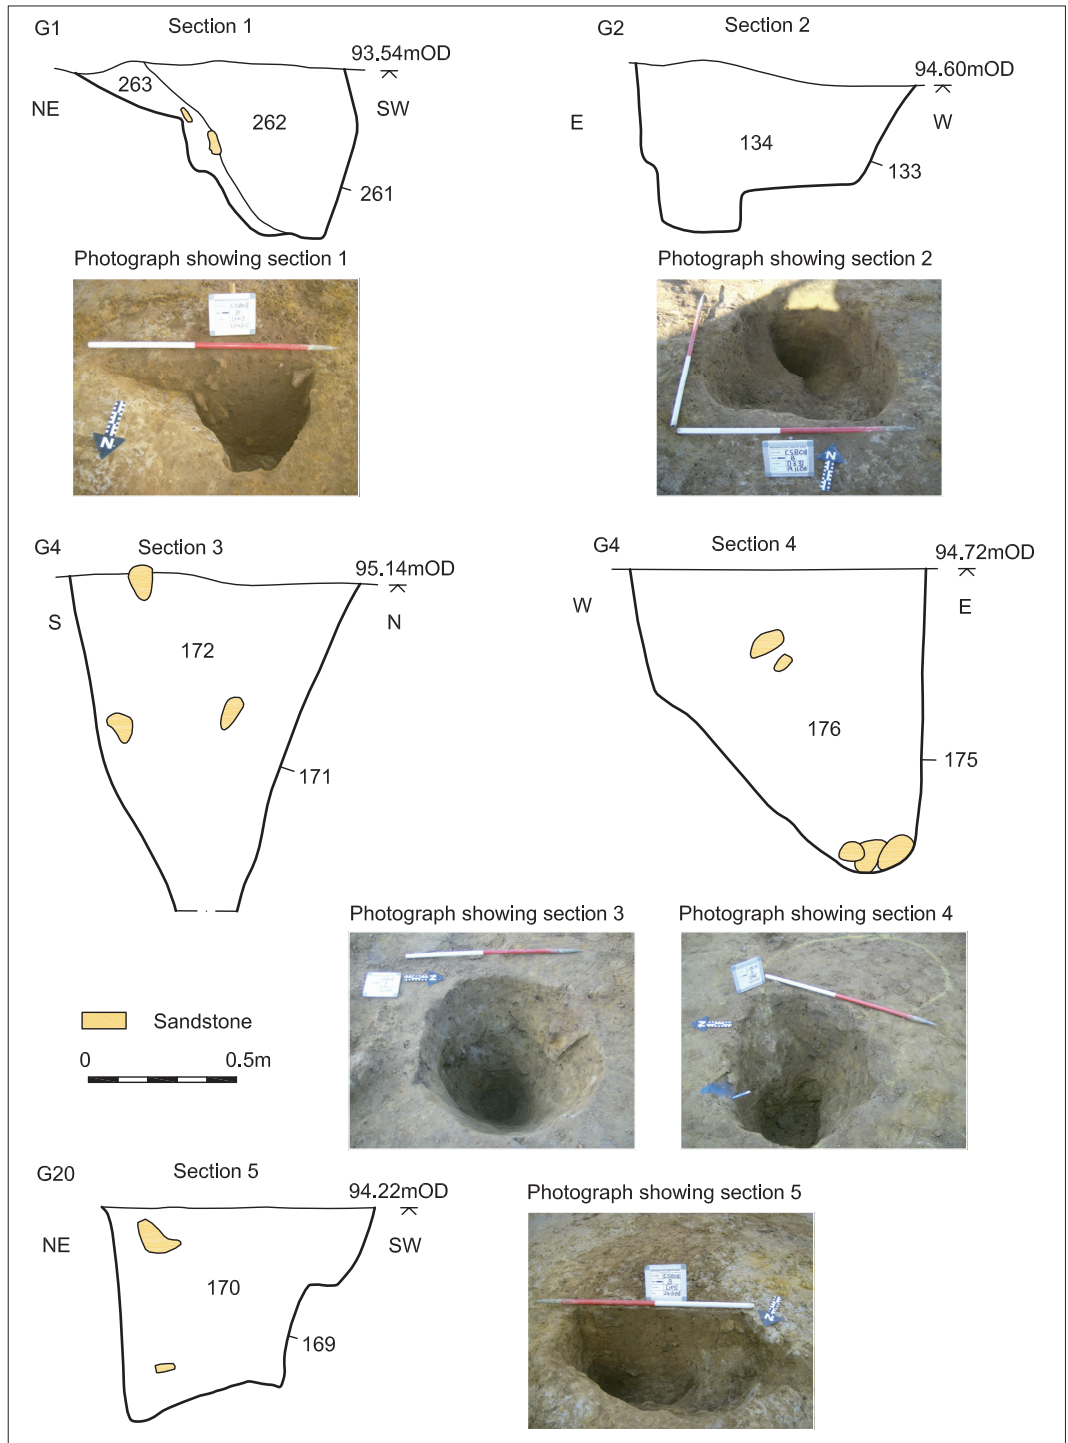 G1 Section 1
93.54mOD
NE
SW
263
262
261
G2 Section 2
94.60mOD
E
W
134
133
Photograph showing section 1
N
Photograph showing section 2
CSB08
N
G4 Section 3
95.14mOD
S
N
172
171
G4 Section 4
94.72mOD
W
E
176
175
Photograph showing section 3
N
Photograph showing section 4
N
Sandstone
0 0.5m
G20 Section 5
94.22mOD
NE
SW
170
169
Photograph showing section 5
N